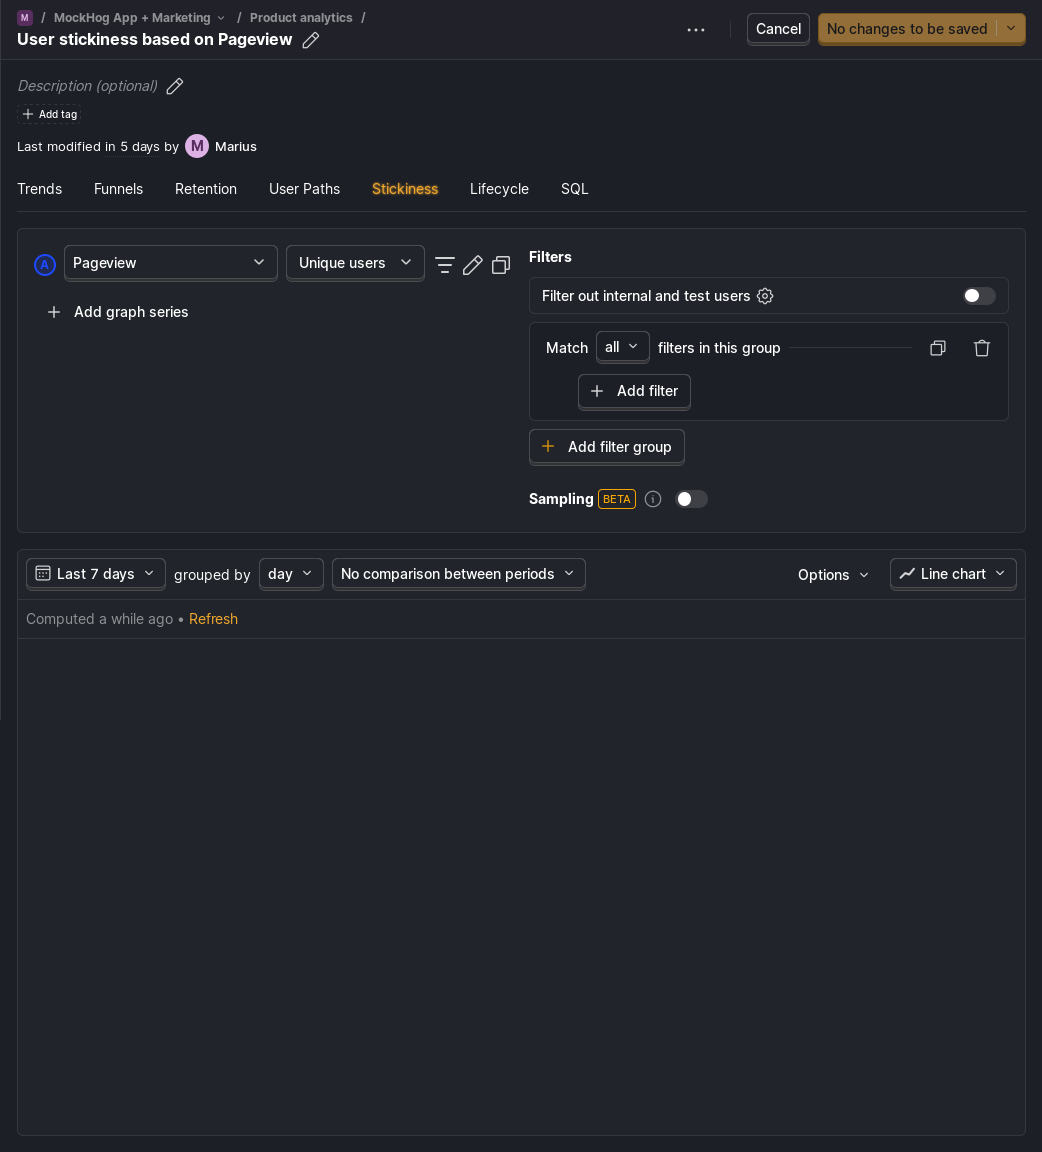 M / MockHog App + Marketing / Product analytics /
User stickiness based on Pageview
Cancel
No changes to be saved
Description (optional)
Add tag
Last modified in 5 days by M Marius
Trends Funnels Retention User Paths Stickiness Lifecycle SQL
A Pageview Unique users
Add graph series
Filters
Filter out internal and test users
Match all filters in this group
Add filter
Add filter group
Sampling BETA
Last 7 days grouped by day No comparison between periods Options Line chart
Computed a while ago • Refresh